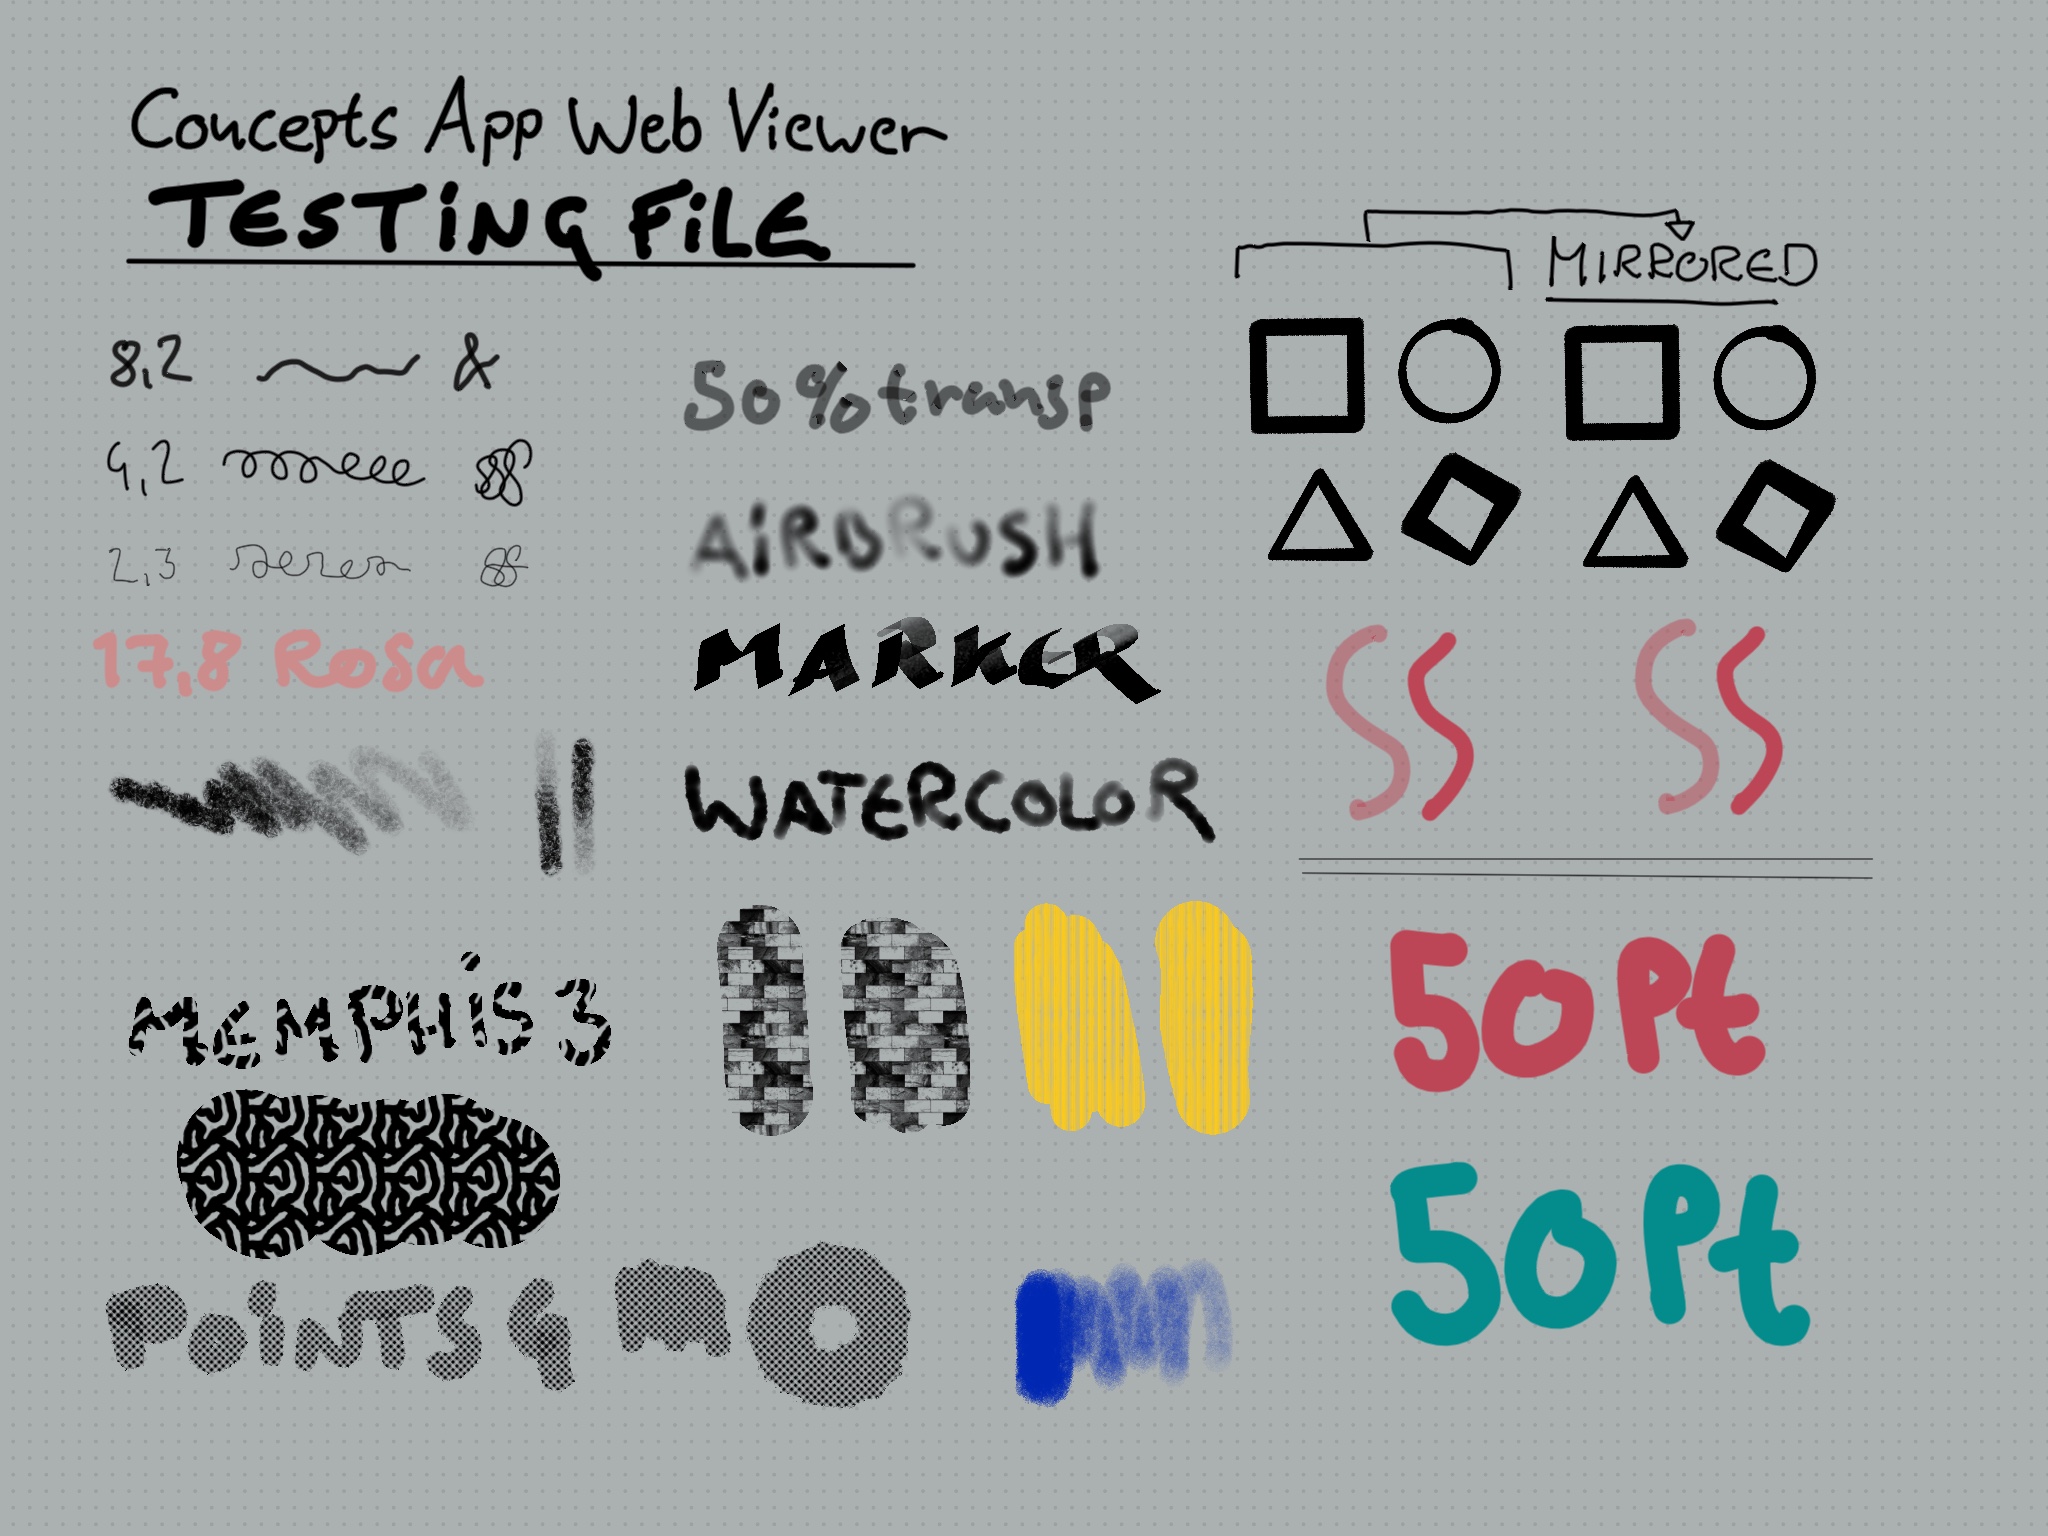 Concepts App Web Viewer
TESTING FILE
MIRRORED
8,2
&
4,2
2,3
17,8 Rosa
50% transp
AIRBRUSH
MARKER
WATERCOLOR
MEMPHIS 3
POINTS 4
50 Pt
50 Pt